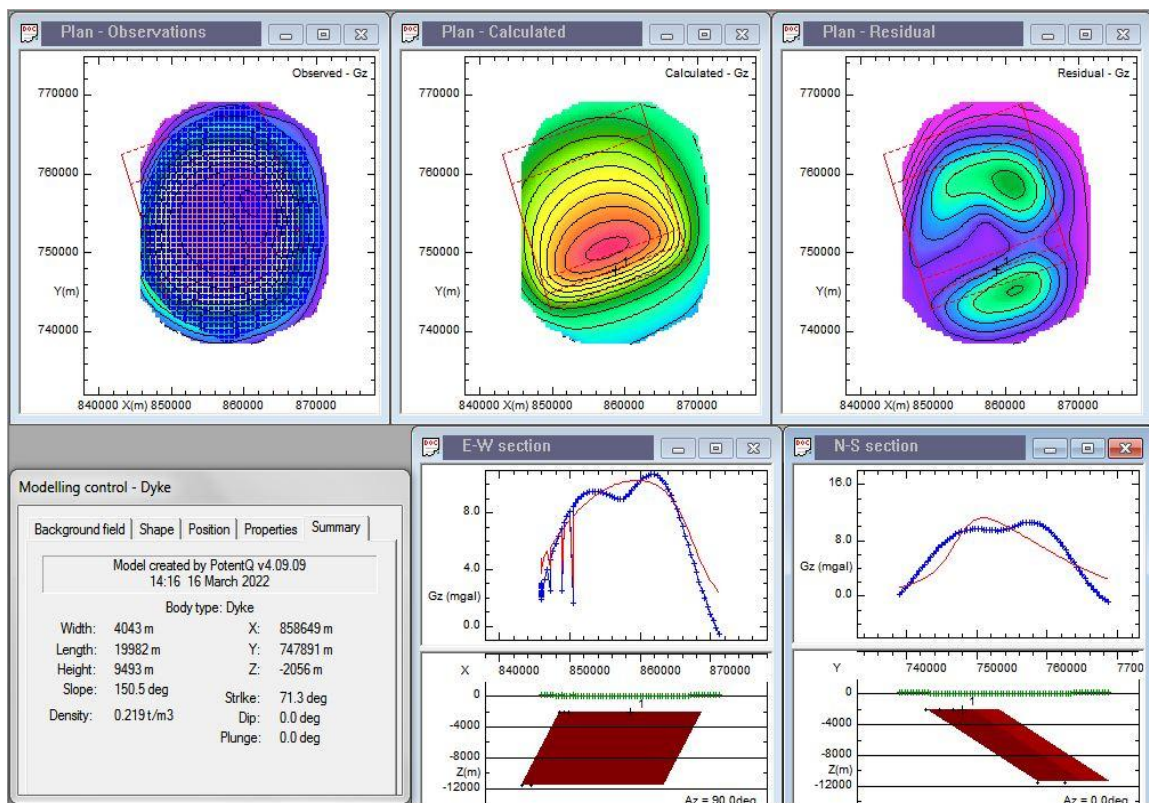 Plan - Observations
Observed - Gz
770000
760000
750000
Y(m)
740000
840000 X(m) 850000 860000 870000
Plan - Calculated
Calculated - Gz
770000
760000
750000
Y(m)
740000
1
840000 X(m) 850000 860000 870000
Plan - Residual
Residual - Gz
770000
760000
750000
Y(m)
740000
1
840000 X(m) 850000 860000 870000
Modelling control - Dyke
Background field Shape Position Properties Summary
Model created by PotentQ v4.09.09
14:16 16 March 2022
Body type: Dyke
Width: 4043 m X: 858649 m
Length: 19982 m Y: 747891 m
Height: 9493 m Z: -2056 m
Slope: 150.5 deg Strike: 71.3 deg
Density: 0.219 t/m3 Dip: 0.0 deg
Plunge: 0.0 deg
E-W section
8.0
Gz (mgal)
0.0
X 840000 850000 860000 870000
0
1
-4000
-8000
Z(m)
-12000
Az = 90.0deg
N-S section
16.0
8.0
Gz (mgal)
0.0
Y 740000 750000 760000 7700
0
1
-4000
-8000
Z(m)
-12000
Az = 0.0deg